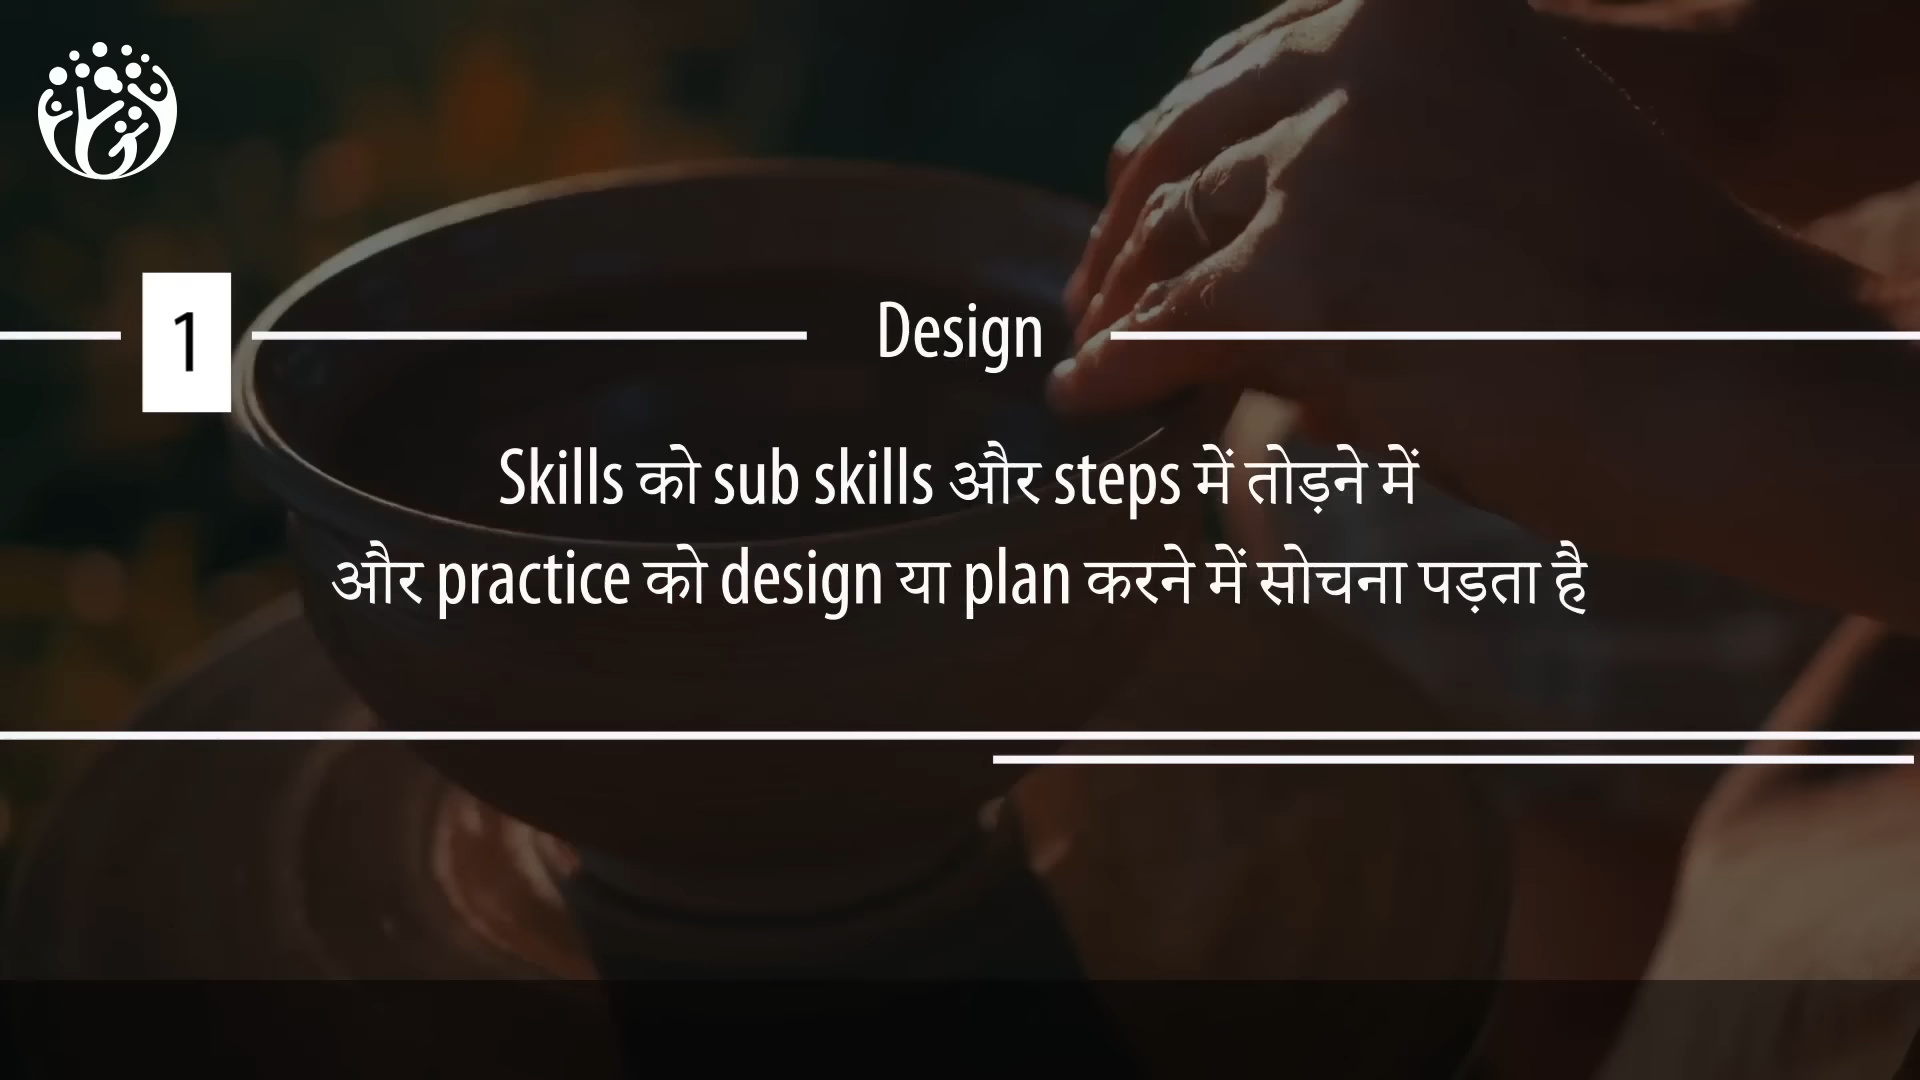 1
Design
Skills को sub skills और steps में तोड़ने में
और practice को design या plan करने में सोचना पड़ता है